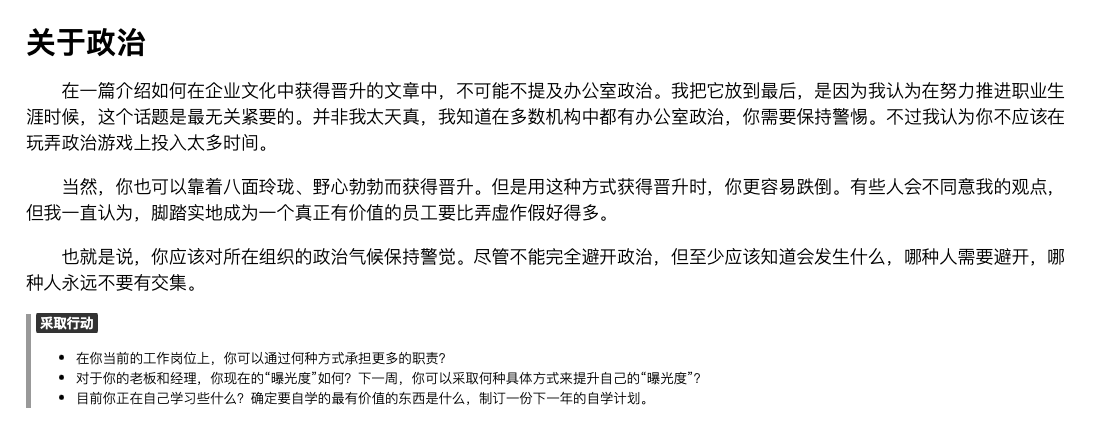 关于政治
在一篇介绍如何在企业文化中获得晋升的文章中，不可能不提及办公室政治。我把它放到最后，是因为我认为在努力推进职业生
涯时候，这个话题是最无关紧要的。并非我太天真，我知道在多数机构中都有办公室政治，你需要保持警惕。不过我认为你不应该在
玩弄政治游戏上投入太多时间。
当然，你也可以靠着八面玲珑、野心勃勃而获得晋升。但是用这种方式获得晋升时，你更容易跌倒。有些人会不同意我的观点，
但我一直认为，脚踏实地成为一个真正有价值的员工要比弄虚作假好得多。
也就是说，你应该对所在组织的政治气候保持警觉。尽管不能完全避开政治，但至少应该知道会发生什么，哪种人需要避开，哪
种人永远不要有交集。
采取行动
• 在你当前的工作岗位上，你可以通过何种方式承担更多的职责？
• 对于你的老板和经理，你现在的“曝光度”如何？下一周，你可以采取何种具体方式来提升自己的“曝光度”？
• 目前你正在自己学习些什么？确定要自学的最有价值的东西是什么，制订一份下一年的自学计划。